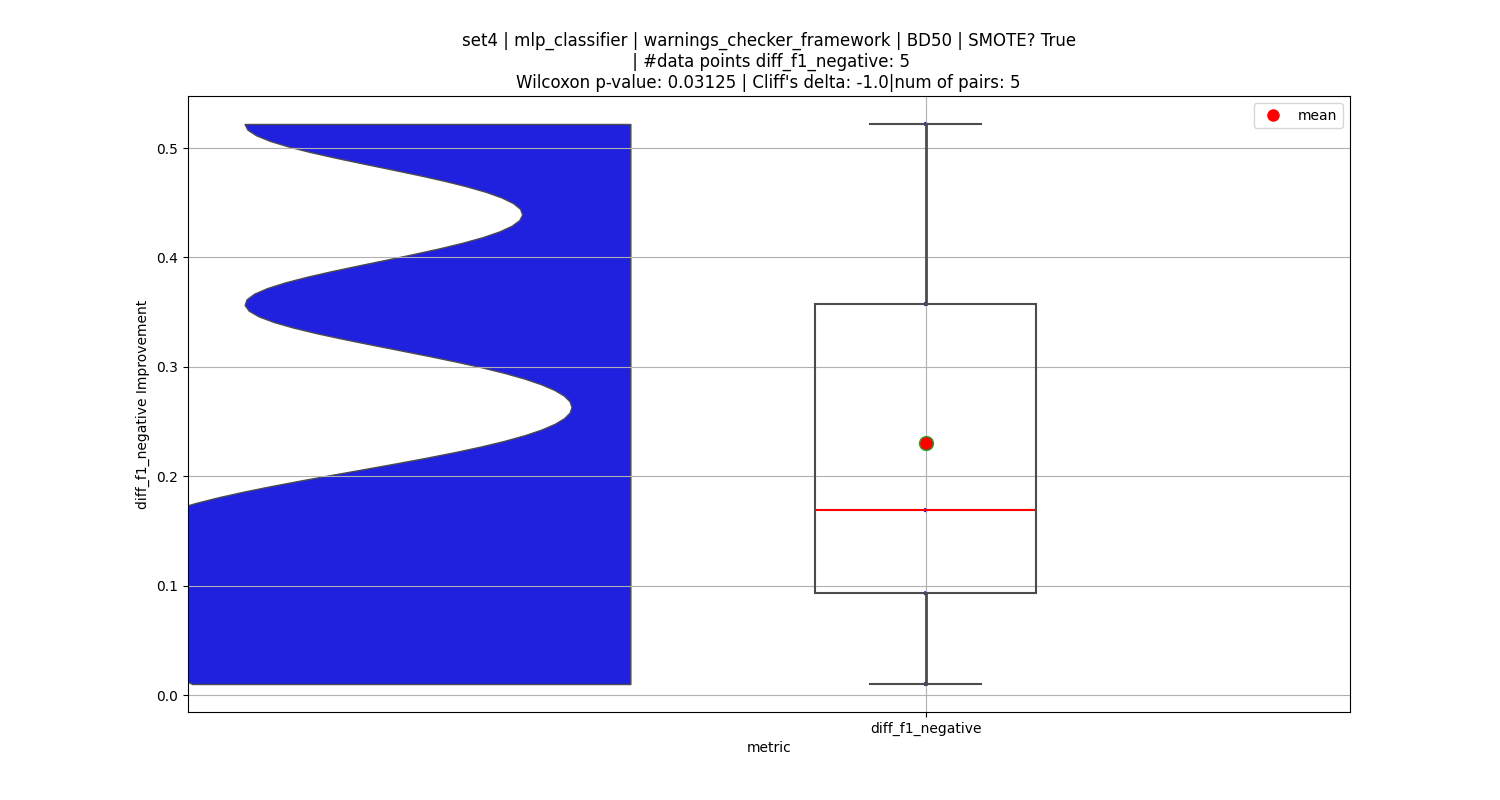 set4 | mlp_classifier | warnings_checker_framework | BD50 | SMOTE? True
| #data points diff_f1_negative: 5
Wilcoxon p-value: 0.03125 | Cliff's delta: -1.0|num of pairs: 5
mean
0.5
0.4
0.3
0.2
0.1
0.0
diff_f1_negative Improvement
diff_f1_negative
metric